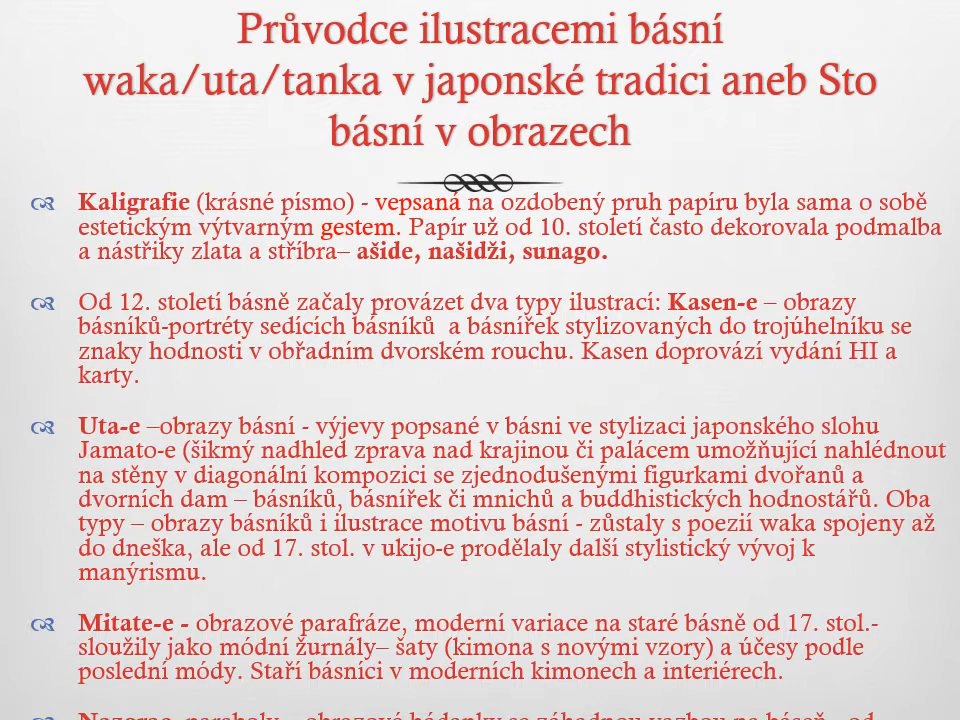 Průvodce ilustracemi básní
waka/uta/tanka v japonské tradici aneb Sto
básní v obrazech
Kaligrafie (krásné písmo) - vepsaná na ozdobený pruh papíru byla sama o sobě
estetickým výtvarným gestem. Papír už od 10. století často dekorovala podmalba
a nástřiky zlata a stříbra– ašide, našidži, sunago.
Od 12. století básně začaly provázet dva typy ilustrací: Kasen-e – obrazy
básníků-portréty sedících básníků a básnířek stylizovaných do trojúhelníku se
znaky hodnosti v obřadním dvorském rouchu. Kasen doprovází vydání HI a
karty.
Uta-e –obrazy básní - výjevy popsané v básni ve stylizaci japonského slohu
Jamato-e (šikmý nadhled zprava nad krajinou či palácem umožňující nahlédnout
na stěny v diagonální kompozici se zjednodušenými figurkami dvořanů a
dvorních dam – básníků, básnířek či mnichů a buddhistických hodnostářů. Oba
typy – obrazy básníků i ilustrace motivu básní - zůstaly s poezií waka spojeny až
do dneška, ale od 17. stol. v ukijo-e prodělaly další stylistický vývoj k
manýrismu.
Mitate-e - obrazové parafráze, moderní variace na staré básně od 17. stol.-
sloužily jako módní žurnály– šaty (kimona s novými vzory) a účesy podle
poslední módy. Staří básníci v moderních kimonech a interiérech.